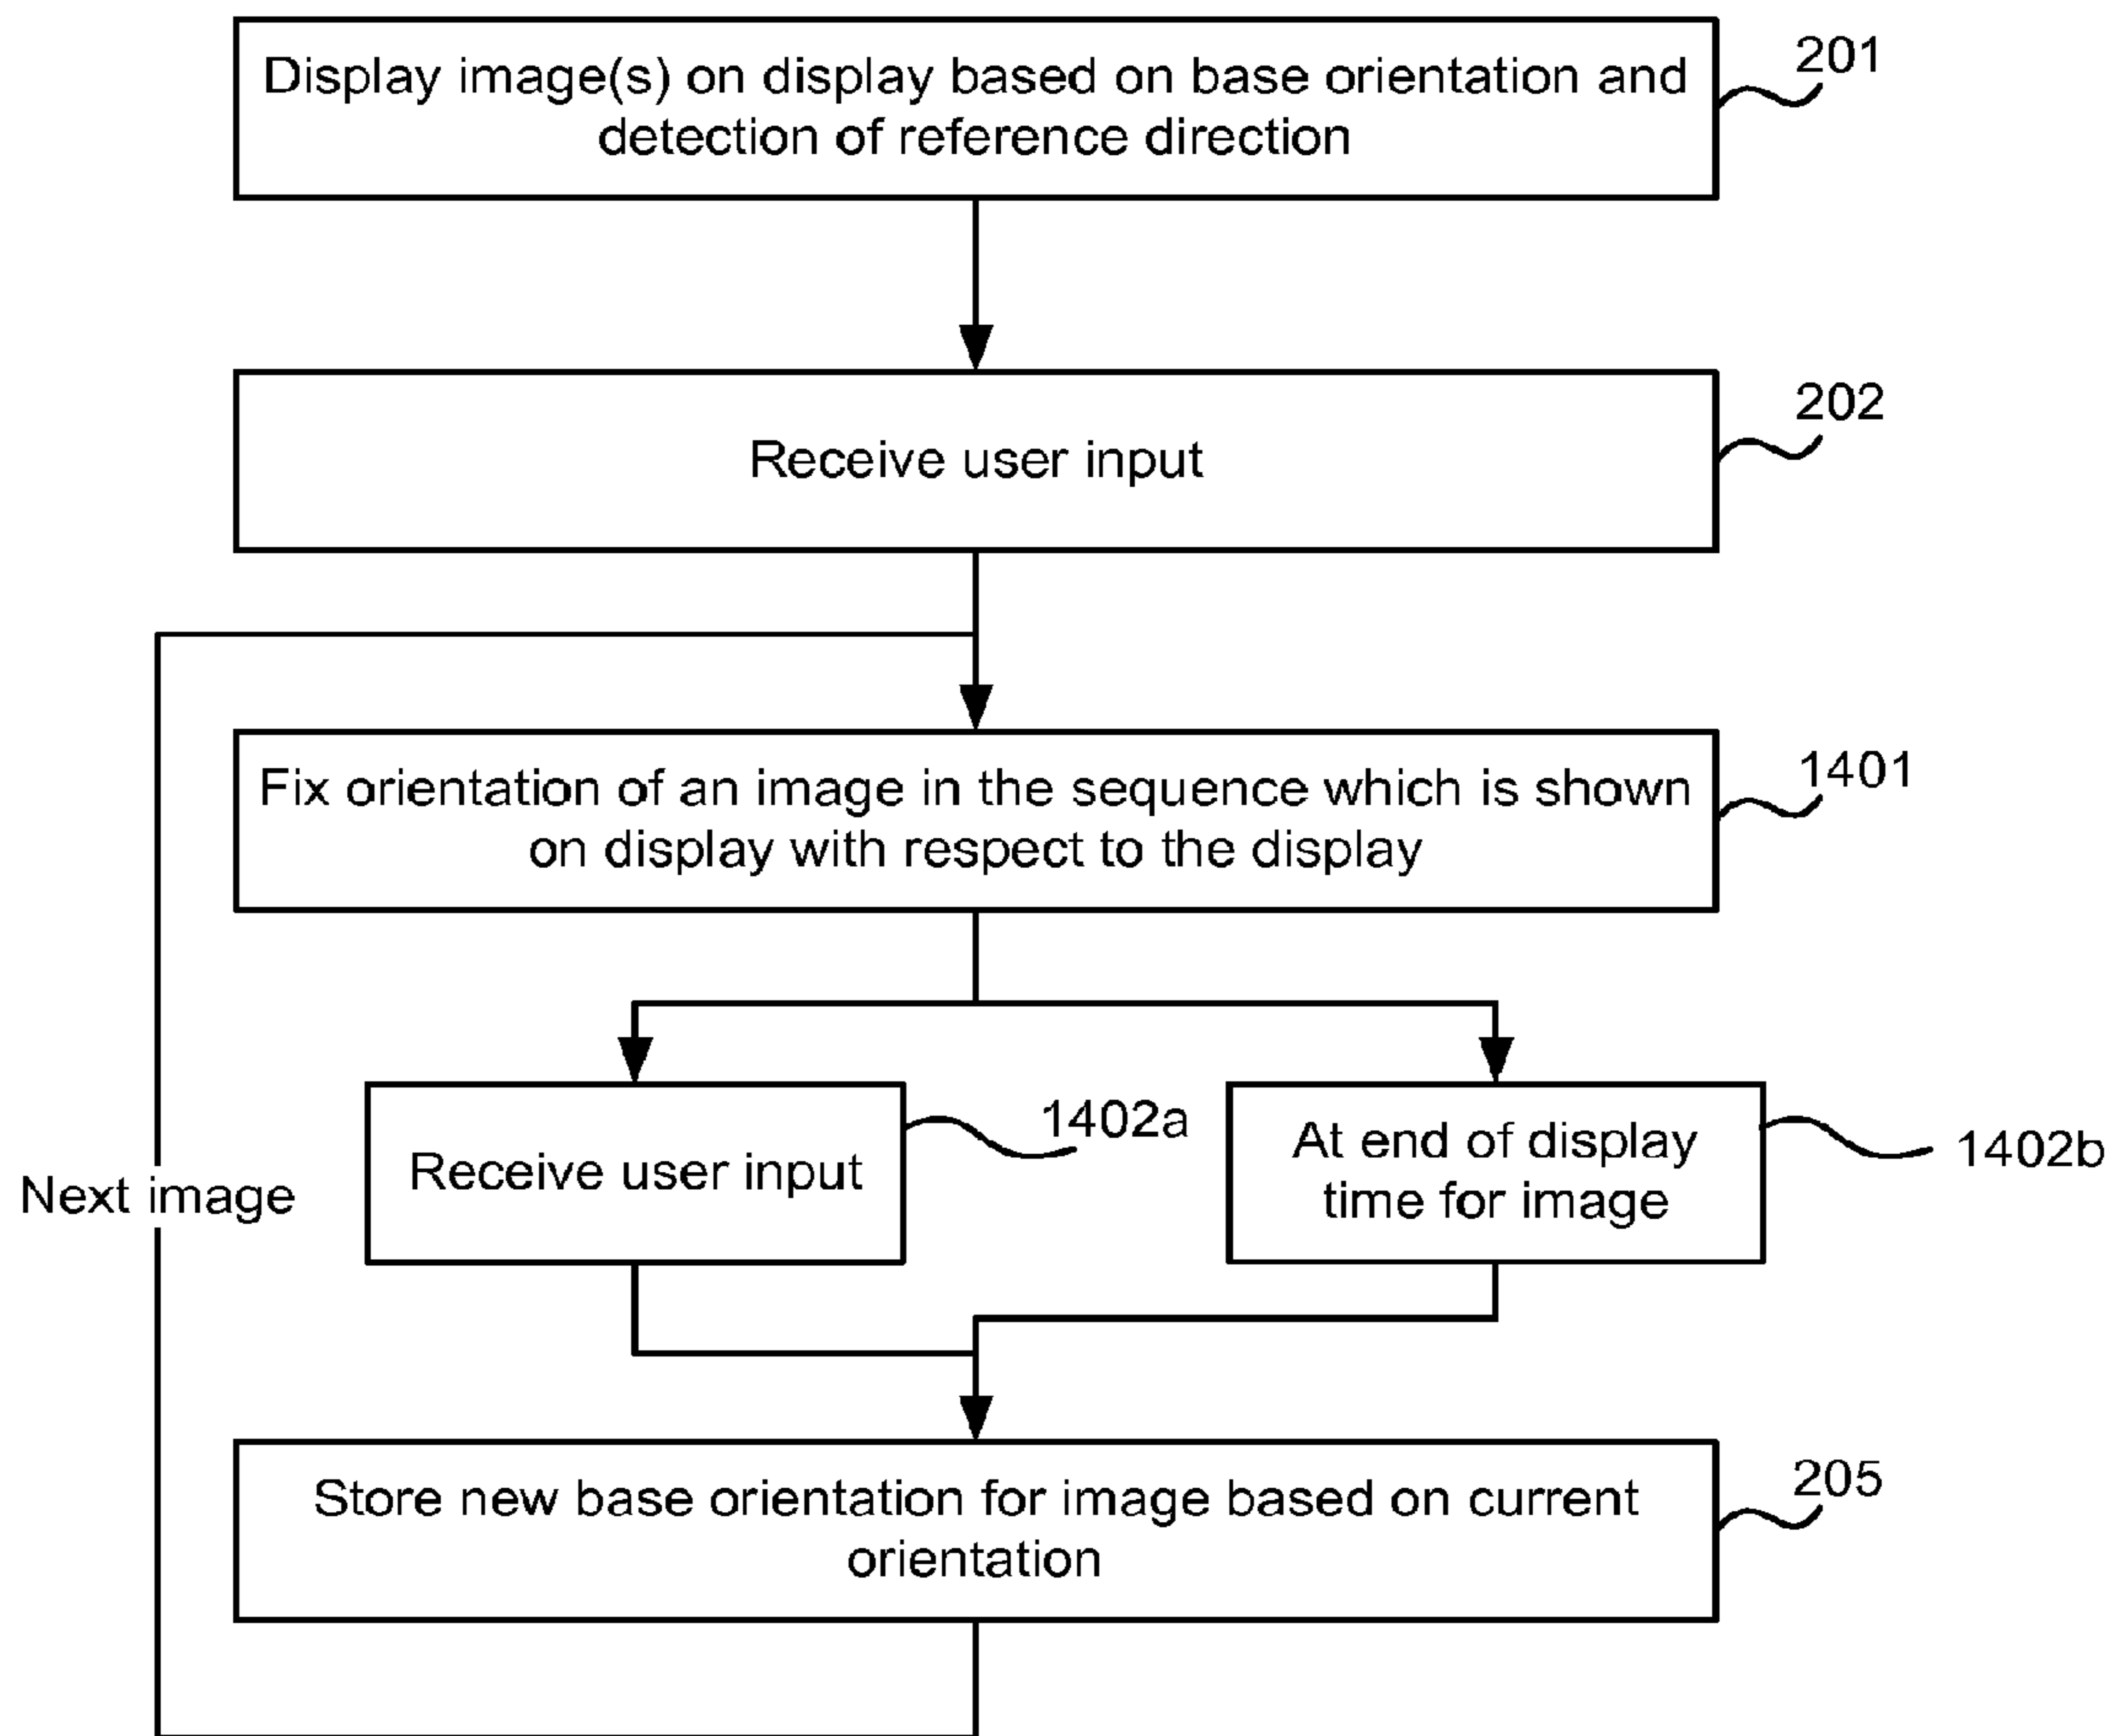 Display image(s) on display based on base orientation and
detection of reference direction
201
Receive user input
202
Fix orientation of an image in the sequence which is shown
on display with respect to the display
1401
Receive user input
1402a
At end of display
time for image
1402b
Next image
Store new base orientation for image based on current
orientation
205